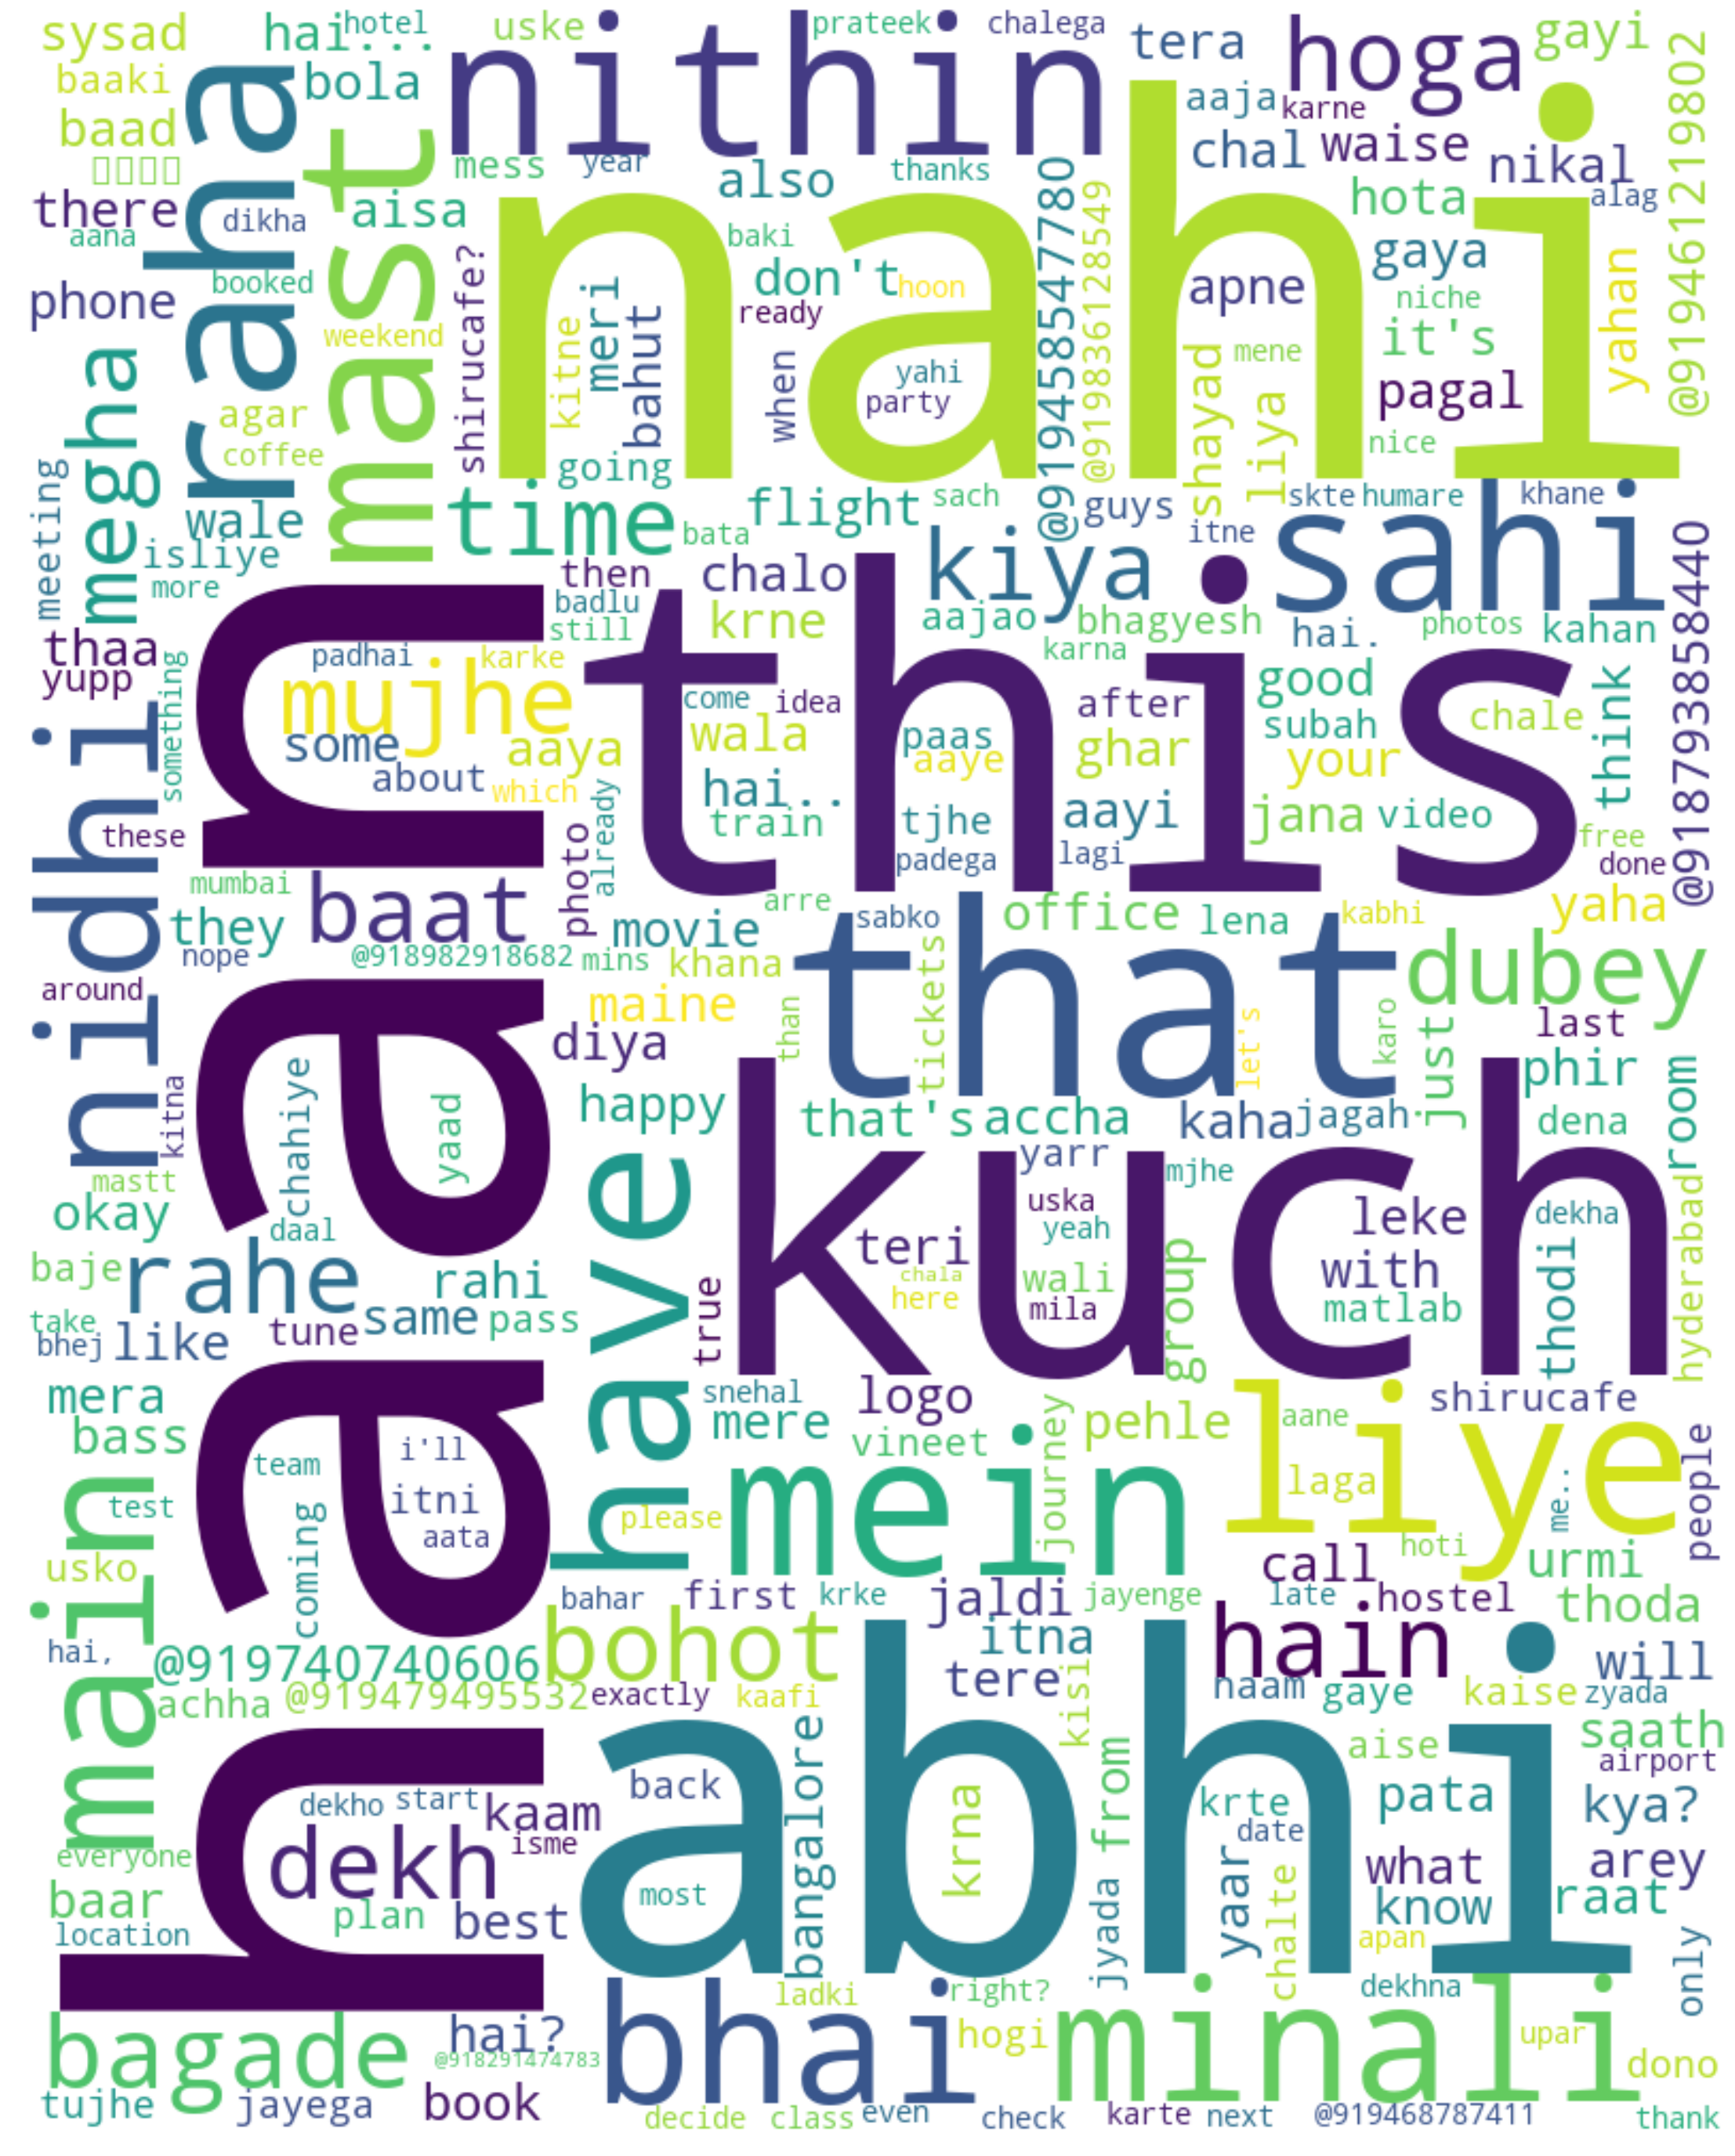 sysad hai... hotel uske prateek chalega tera hoga gayi
baaki bola nithin aaja karne @919461219802
baad raha mast mess year also thanks chal waise nikal
there dikha aisa nahi hota alag
aana baki gaya
phone booked shirucafe? meri don't hoon @919458547780 @919836128549 apne niche yahan
weekend kitne bahut ready when yahi party shayad mene liya it's pagal
megha agar coffee going nice
meeting wale time bata flight sach guys itne skte humare khane
isliye more then chalo kiya sahi @918793858440
thaa badlu krne aajao bhagyesh hai. photos kahan
yupp something haan padhai karke still this karna
nidhi mujhe come idea after good think
some aaya wala paas aaye ghar subah chale
about which hai.. your
these photo already train tjhe aayi jana video free
mumbai padega lagi done
they baat arre sabko office lena kabhi yaha
nope @918982918682 movie mins khana that dubey
around maine than tickets let's karo last
kitna chahiye yaad diya just phir
mastt happy that's accha kaha jagah dena room
okay daal have kuch yarr mjhe
baje rahe rahi uska yeah teri leke dekha hyderabad
take tune same pass true chala here wali mila group with matlab thodi
bhej like
mera snehal logo shirucafe
bass team i'll mere vineet journey pehle aane liye people
main test coming itni aata please mein laga me..
usko hoti
call urmi
bahar first krke jaldi jayenge late hostel thoda
hai, @919740740606 bohot itna hain will
achha @919479495532 exactly kaafi tere kisi naam gaye kaise zyada
abhi saath
dekho start kaam back bangalore krna from krte aise pata airport kya?
everyone dekh isme date what arey
baar plan best most jyada yaar chalte know raat
location apan only
bagade hai? bhai ladki right? minali dekhna
@918291474783 hogi upar dono
tujhe jayega book decide class even check karte next @919468787411 thank